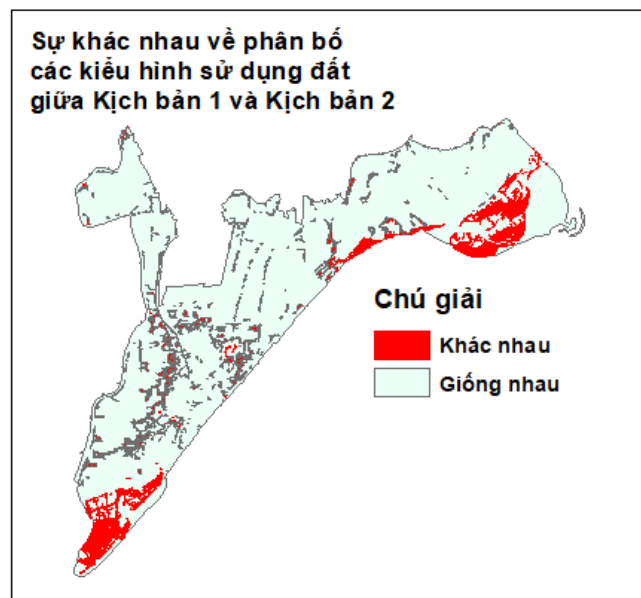 Sự khác nhau về phân bố
các kiểu hình sử dụng đất
giữa Kịch bản 1 và Kịch bản 2
Chú giải
Khác nhau
Giống nhau